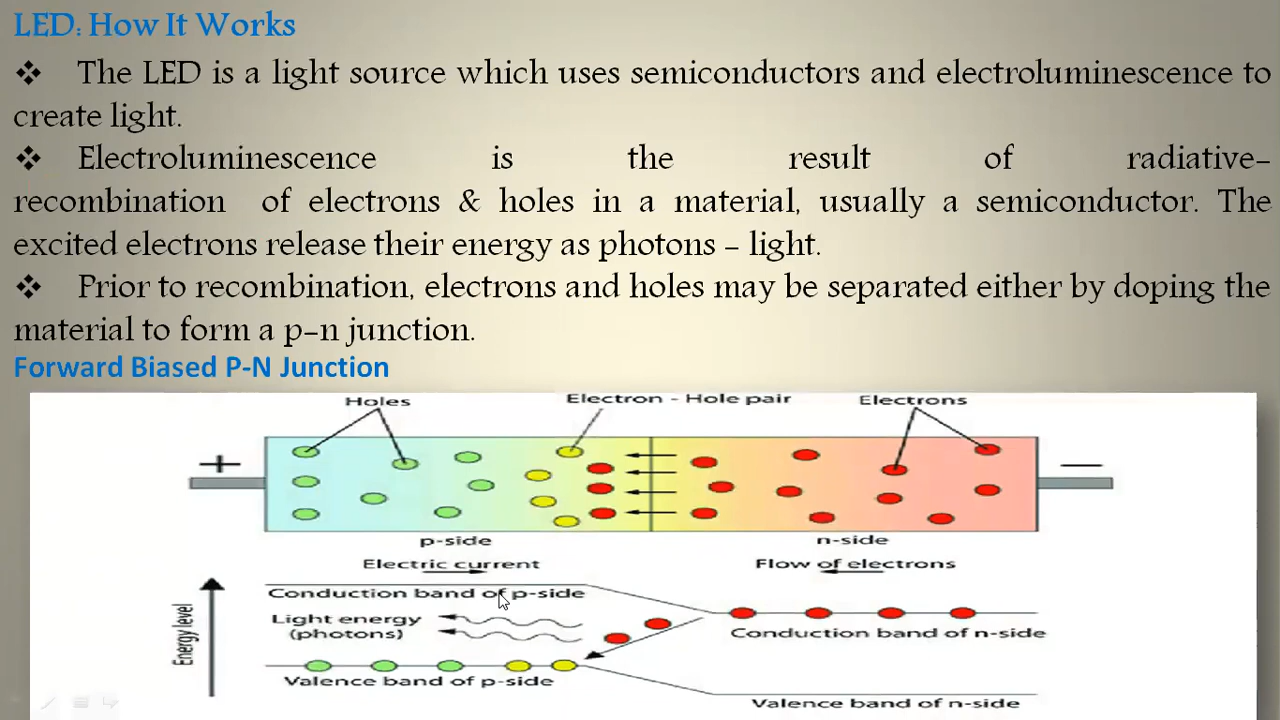 LED: How It Works
❖ The LED is a light source which uses semiconductors and electroluminescence to
create light.
❖ Electroluminescence is the result of radiative–
recombination of electrons & holes in a material, usually a semiconductor. The
excited electrons release their energy as photons – light.
❖ Prior to recombination, electrons and holes may be separated either by doping the
material to form a p–n junction.
Forward Biased P-N Junction
Holes Electron - Hole pair Electrons
+ −
p-side n-side
Electric current Flow of electrons
Conduction band of p-side
Light energy
(photons)
Energy level
Conduction band of n-side
Valence band of p-side
Valence band of n-side